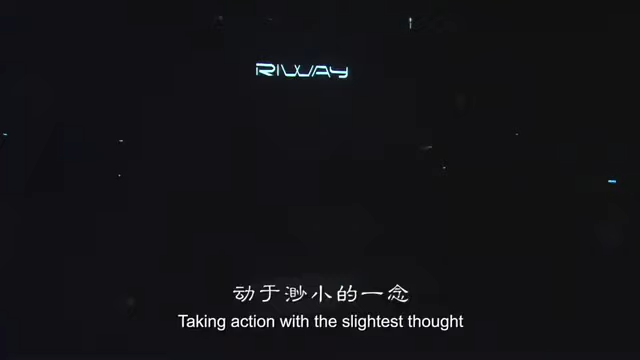 RIWAY
动于渺小的一念
Taking action with the slightest thought